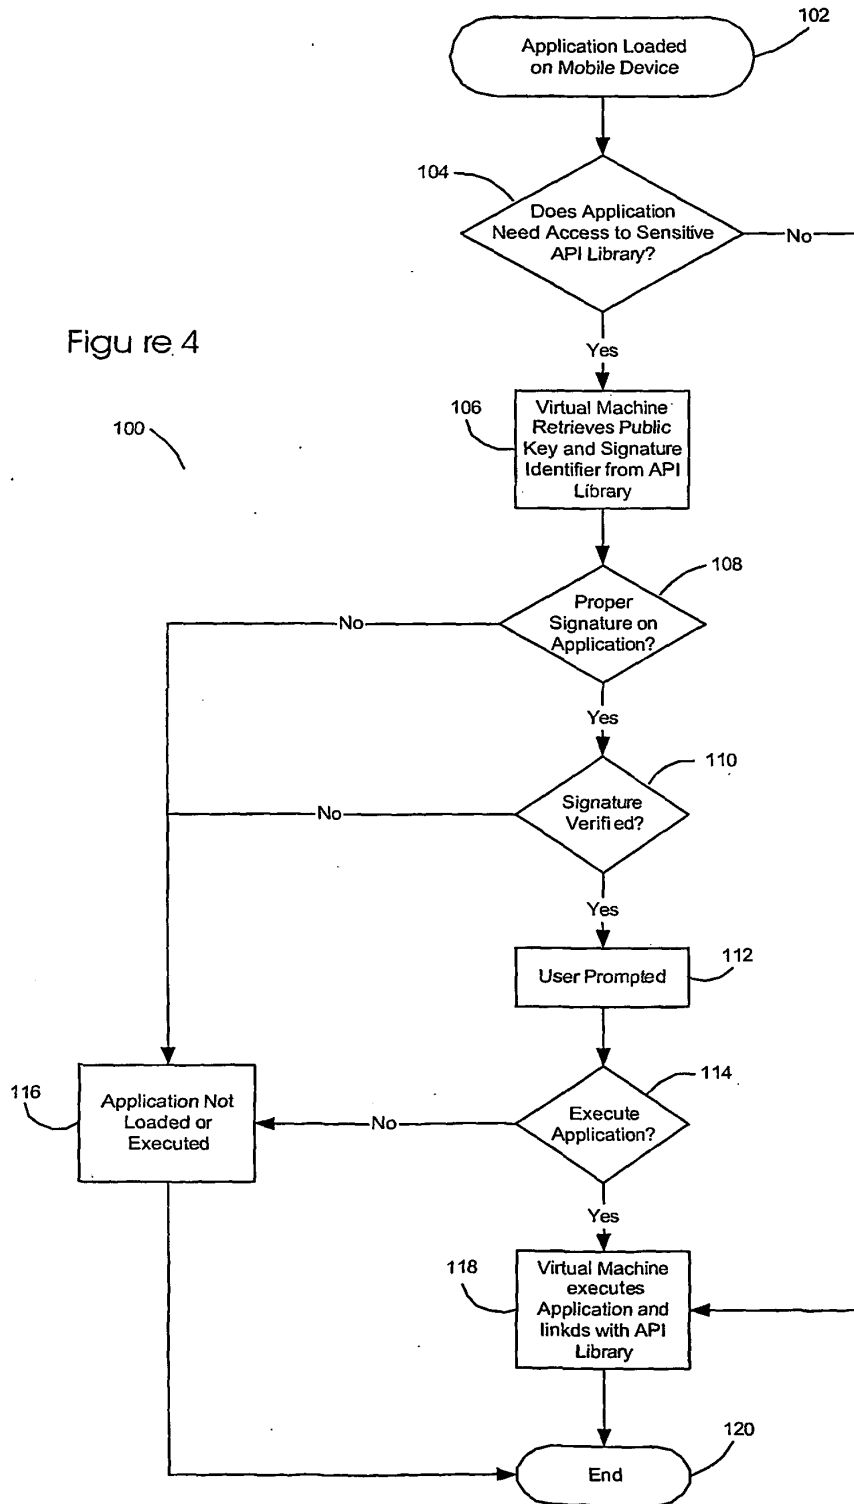 102
Application Loaded
on Mobile Device
104
Does Application
Need Access to Sensitive
API Library?
No
Figu re 4
Yes
100
106
Virtual Machine
Retrieves Public
Key and Signature
Identifier from API
Library
108
Proper
Signature on
Application?
No
Yes
110
Signature
Verified?
No
Yes
112
User Prompted
114
116
Application Not
Loaded or
Executed
No
Execute
Application?
Yes
118
Virtual Machine
executes
Application and
linkds with API
Library
120
End